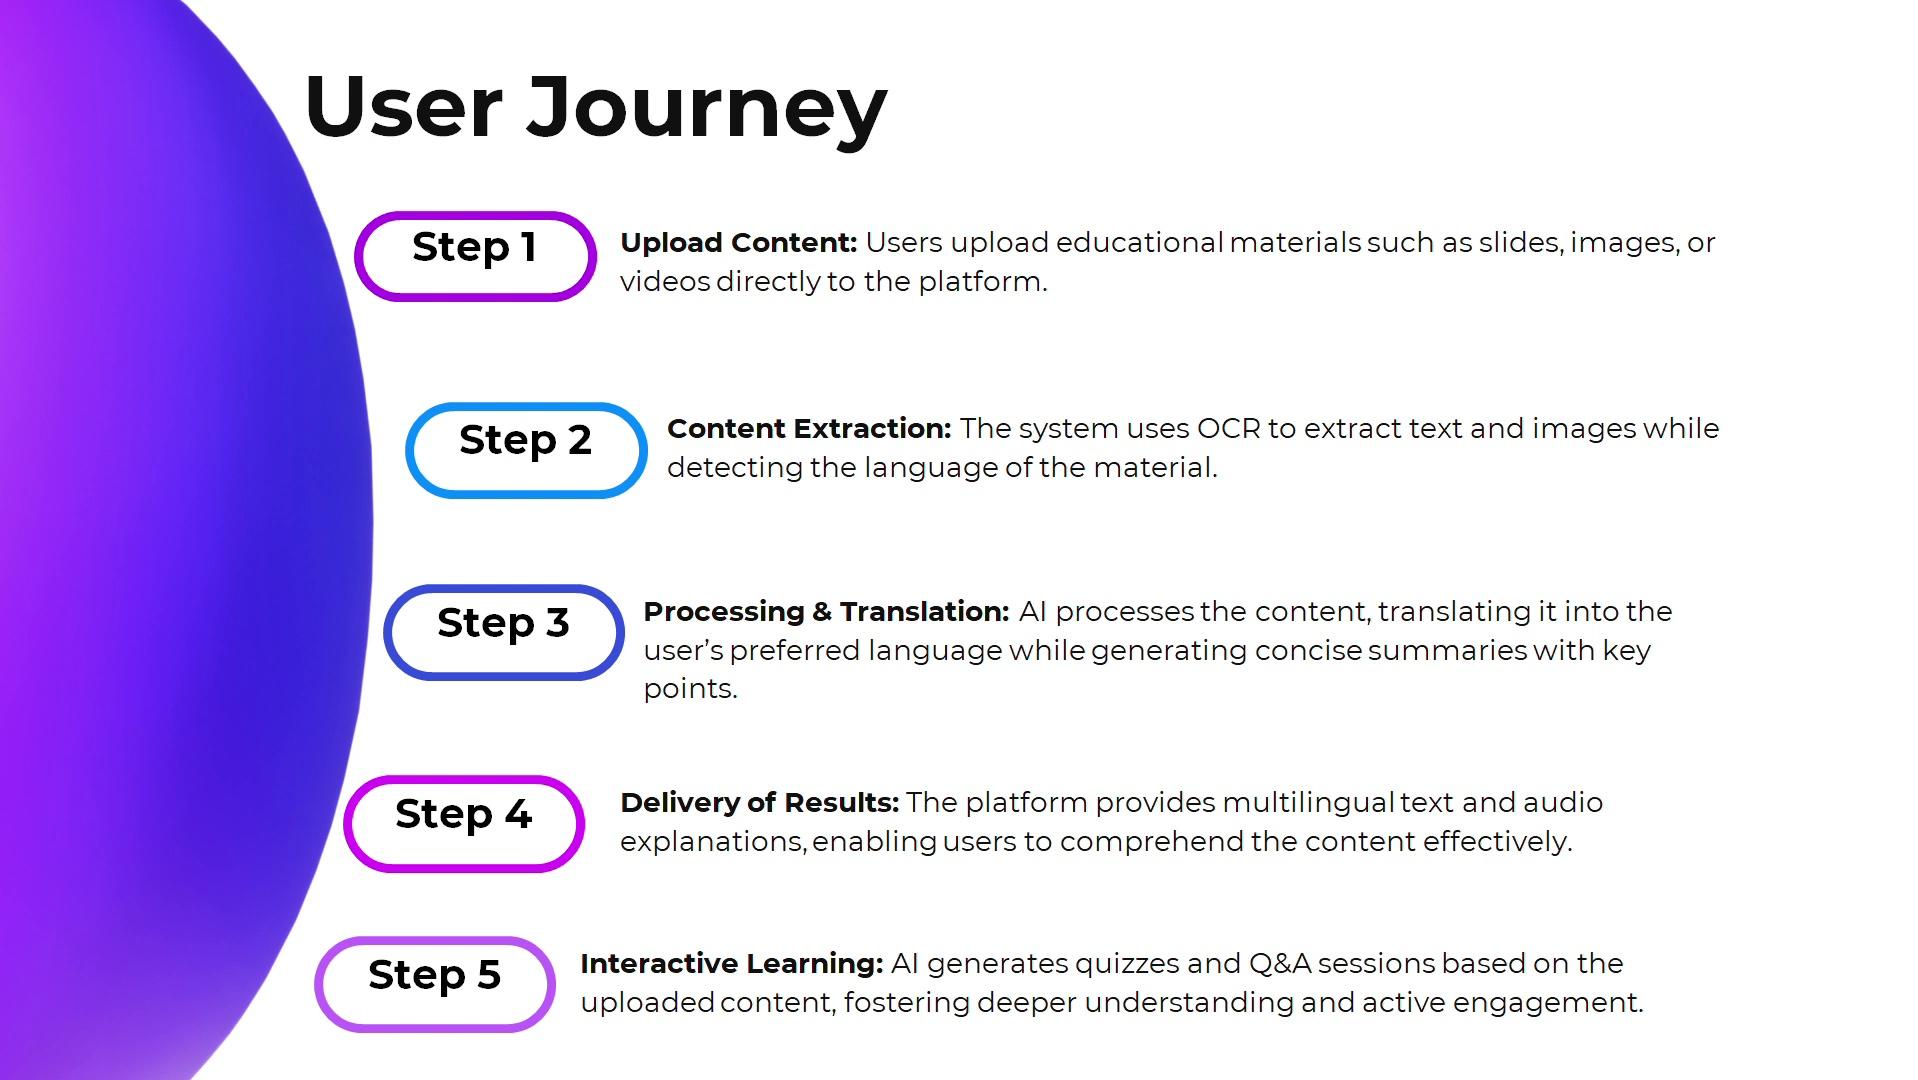 User Journey
Step 1
Upload Content: Users upload educational materials such as slides, images, or
videos directly to the platform.
Step 2
Content Extraction: The system uses OCR to extract text and images while
detecting the language of the material.
Step 3
Processing & Translation: AI processes the content, translating it into the
user’s preferred language while generating concise summaries with key
points.
Step 4
Delivery of Results: The platform provides multilingual text and audio
explanations, enabling users to comprehend the content effectively.
Step 5
Interactive Learning: AI generates quizzes and Q&A sessions based on the
uploaded content, fostering deeper understanding and active engagement.